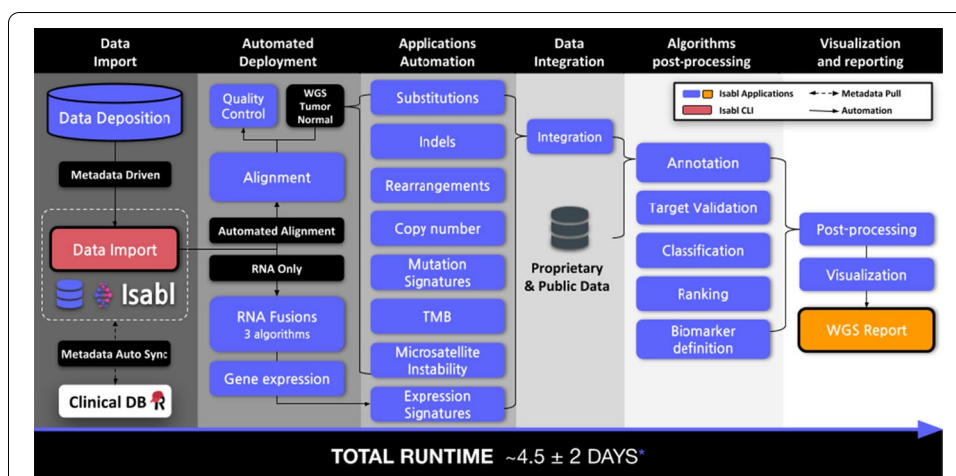 Data
Import
Automated
Deployment
Applications
Automation
Data
Integration
Algorithms
post-processing
Visualization
and reporting
Data Deposition
Metadata Driven
Data Import
Isabl
Metadata Auto Sync
Clinical DB
Quality
Control
WGS
Tumor
Normal
Alignment
Automated Alignment
RNA Only
RNA Fusions
3 algorithms
Gene expression
Substitutions
Indels
Rearrangements
Copy number
Mutation
Signatures
TMB
Microsatellite
Instability
Expression
Signatures
Integration
Proprietary
& Public Data
Annotation
Target Validation
Classification
Ranking
Biomarker
definition
Isabl Applications
Metadata Pull
Isabl CLI
Automation
Post-processing
Visualization
WGS Report
TOTAL RUNTIME ~4.5 ± 2 DAYS*